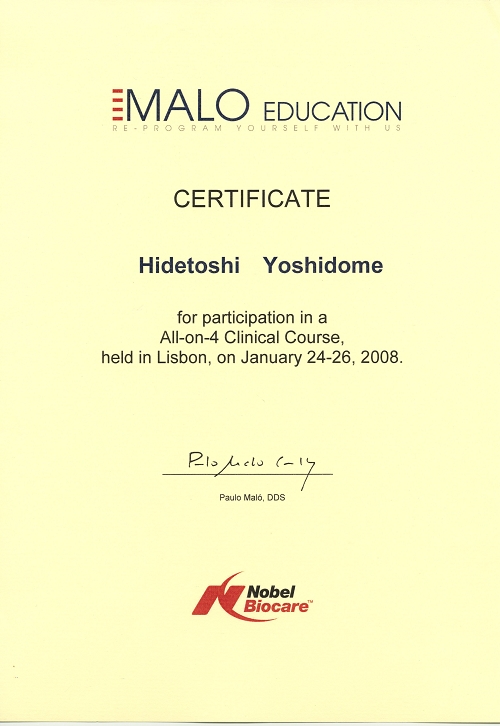 MALO EDUCATION
RE-PROGRAM YOURSELF WITH US
CERTIFICATE
Hidetoshi Yoshidome
for participation in a
All-on-4 Clinical Course,
held in Lisbon, on January 24-26, 2008.
Paulo Maló, DDS
Nobel
Biocare™